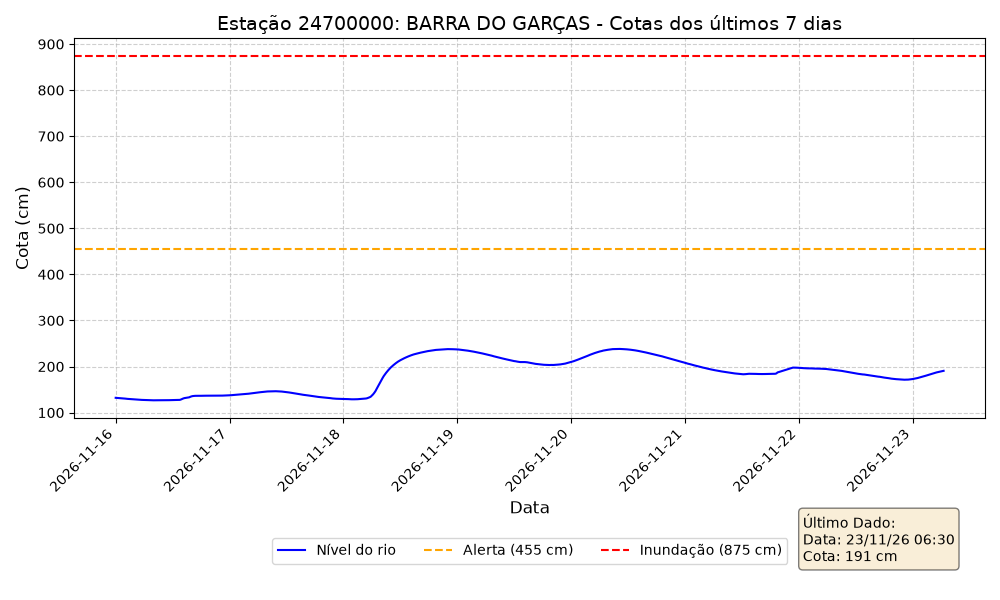 Estação 24700000: BARRA DO GARÇAS - Cotas dos últimos 7 dias
Cota (cm)
900
800
700
600
500
400
300
200
100
2026-11-16
2026-11-17
2026-11-18
2026-11-19
2026-11-20
2026-11-21
2026-11-22
2026-11-23
Data
Nível do rio
Alerta (455 cm)
Inundação (875 cm)
Último Dado:
Data: 23/11/26 06:30
Cota: 191 cm